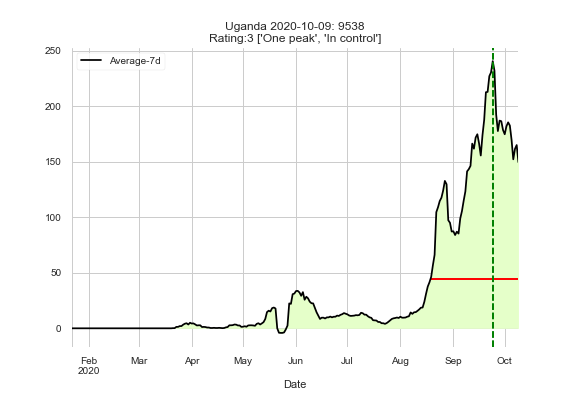 Uganda 2020-10-09: 9538
Rating:3 ['One peak', 'In control']
Average-7d
250
200
150
100
50
0
Feb
2020
Mar
Apr
May
Jun
Jul
Aug
Sep
Oct
Date